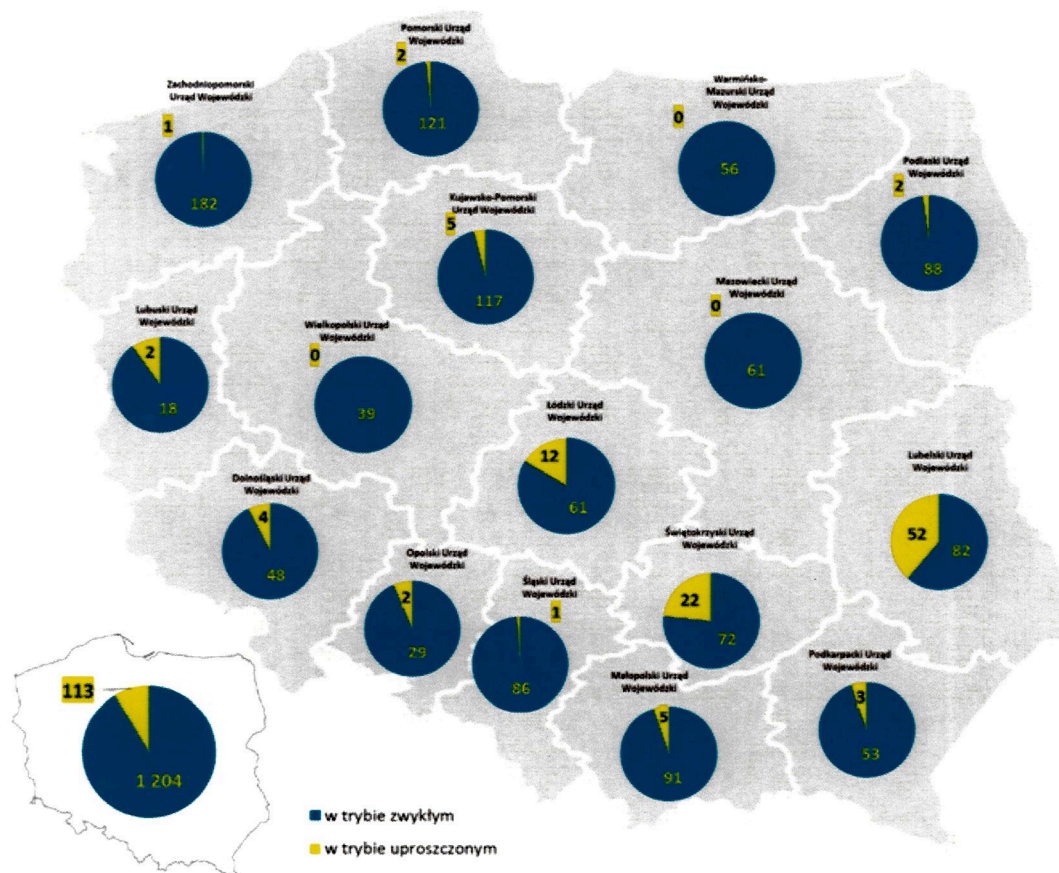 Pomorski Urząd
Wojewódzki
2
121
Zachodniopomorski
Urząd Wojewódzki
1
182
Warmińsko-
Mazurski Urząd
Wojewódzki
0
56
Podlaski Urząd
Wojewódzki
2
88
Kujawsko-Pomorski
Urząd Wojewódzki
5
117
Mazowiecki Urząd
Wojewódzki
0
61
Lubuski Urząd
Wojewódzki
2
18
Wielkopolski Urząd
Wojewódzki
0
39
Łódzki Urząd
Wojewódzki
12
61
Lubelski Urząd
Wojewódzki
52
82
Dolnośląski Urząd
Wojewódzki
4
48
Opolski Urząd
Wojewódzki
2
29
Śląski Urząd
Wojewódzki
1
86
Świętokrzyski Urząd
Wojewódzki
22
72
Małopolski Urząd
Wojewódzki
5
91
Podkarpacki Urząd
Wojewódzki
3
53
113
1 204
w trybie zwykłym
w trybie uproszczonym